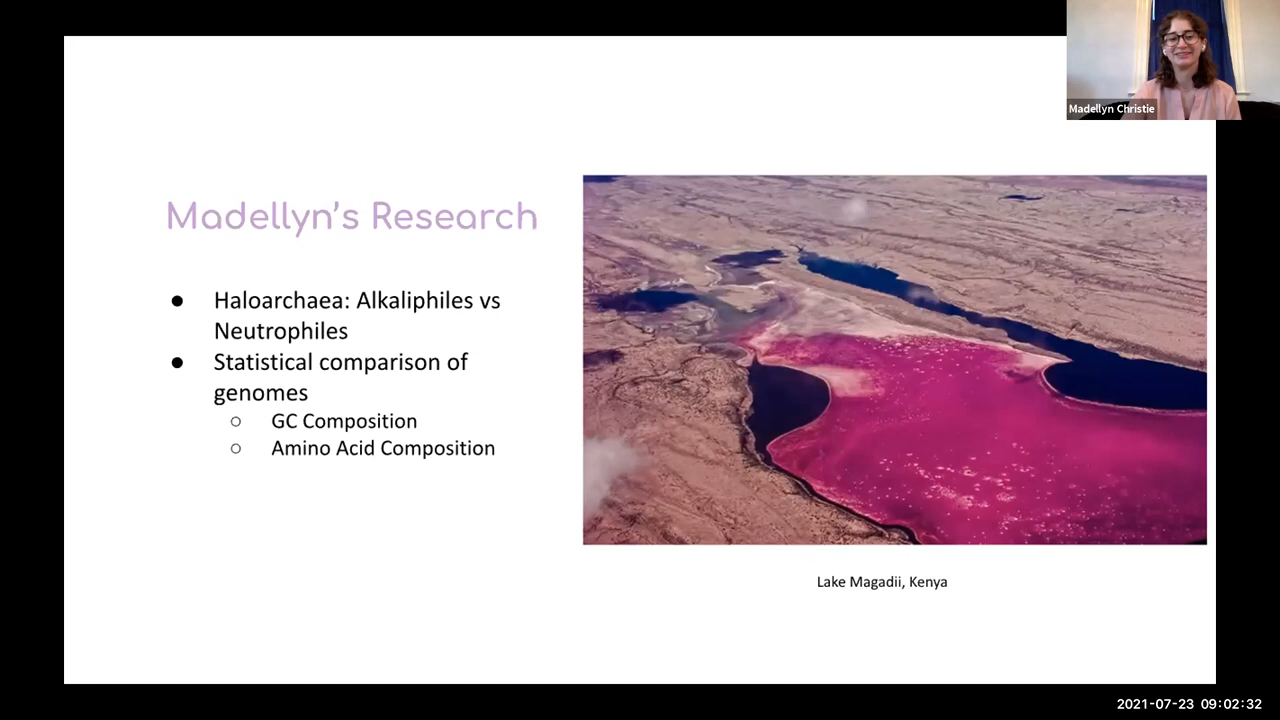 Madellyn Christie
Madellyn's Research
● Haloarchaea: Alkaliphiles vs
Neutrophiles
● Statistical comparison of
genomes
○ GC Composition
○ Amino Acid Composition
Lake Magadii, Kenya
2021-07-23 09:02:32